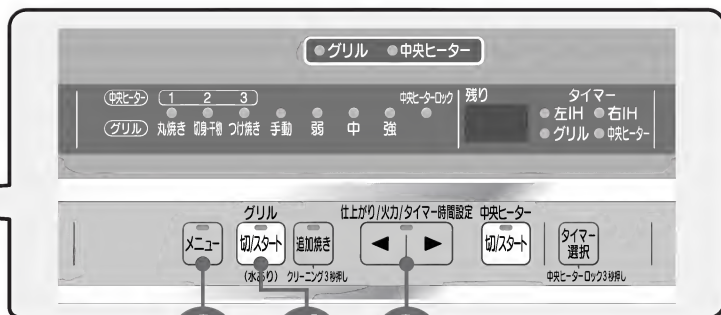 グリル 中央ヒーター
中央ヒーター 1 2 3 中央ヒーターロック 残り タイマー
左IH 右IH
グリル 丸焼き 切身・干物 つけ焼き 手動 弱 中 強 グリル 中央ヒーター
グリル 仕上がり/火力/タイマー時間設定 中央ヒーター
メニュー 切/スタート 追加焼き ◀ ▶ 切/スタート タイマー選択
(水あり) クリーニング3秒押し 中央ヒーターロック3秒押し